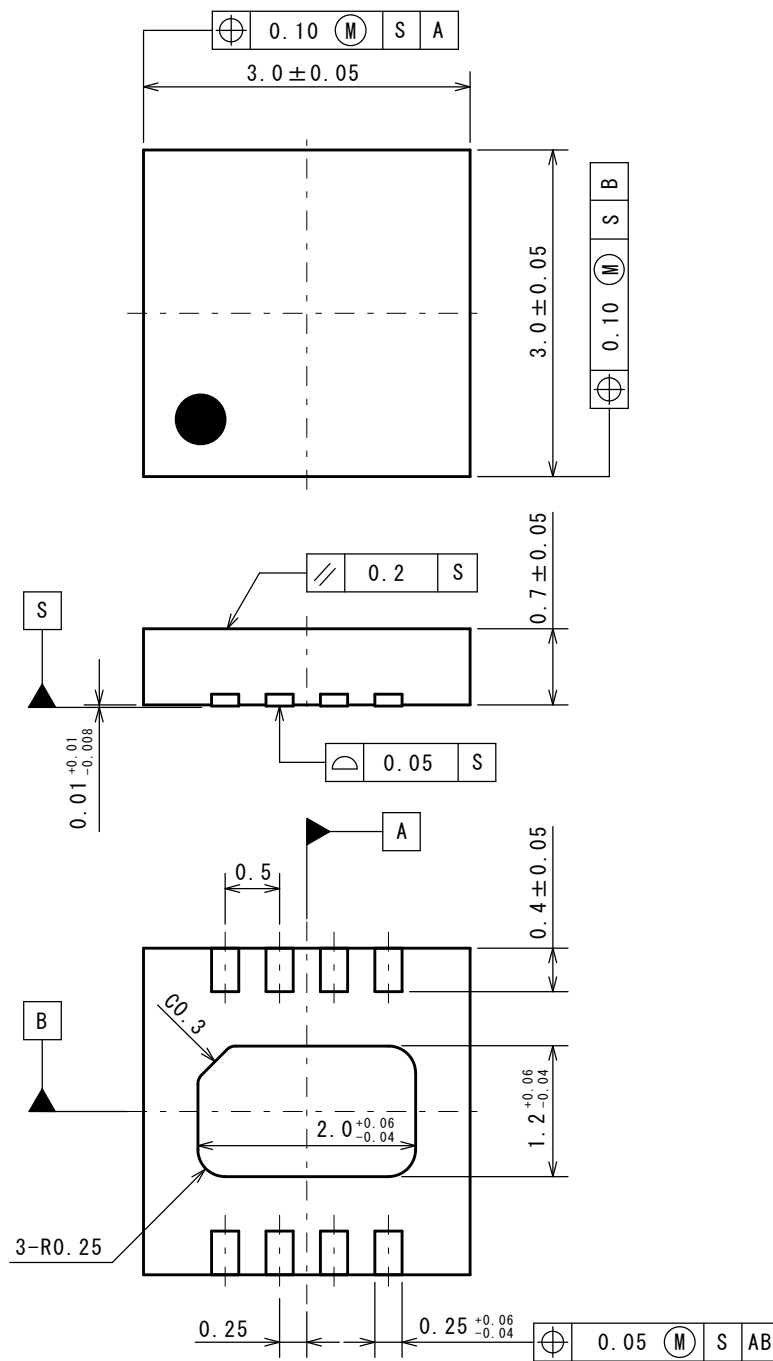 ⌖ 0.10 Ⓜ S A
3.0±0.05
3.0±0.05
⌖ 0.10 Ⓜ S B
0.7±0.05
⫽ 0.2 S
S
0.01 +0.01 -0.008
⌓ 0.05 S
A
0.5
0.4±0.05
C0.3
B
2.0 +0.06 -0.04
1.2 +0.06 -0.04
3-R0.25
0.25
0.25 +0.06 -0.04
⌖ 0.05 Ⓜ S AB